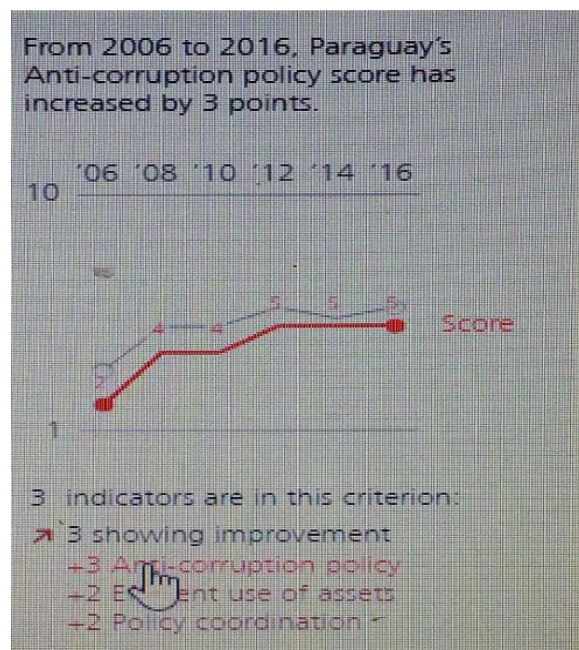 From 2006 to 2016, Paraguay's
Anti-corruption policy score has
increased by 3 points.
'06 '08 '10 '12 '14 '16
10
5 5 5
4 4
Score
2
1
3 indicators are in this criterion:
3 showing improvement
+3 Anti-corruption policy
+2 use of assets
+2 Policy coordination